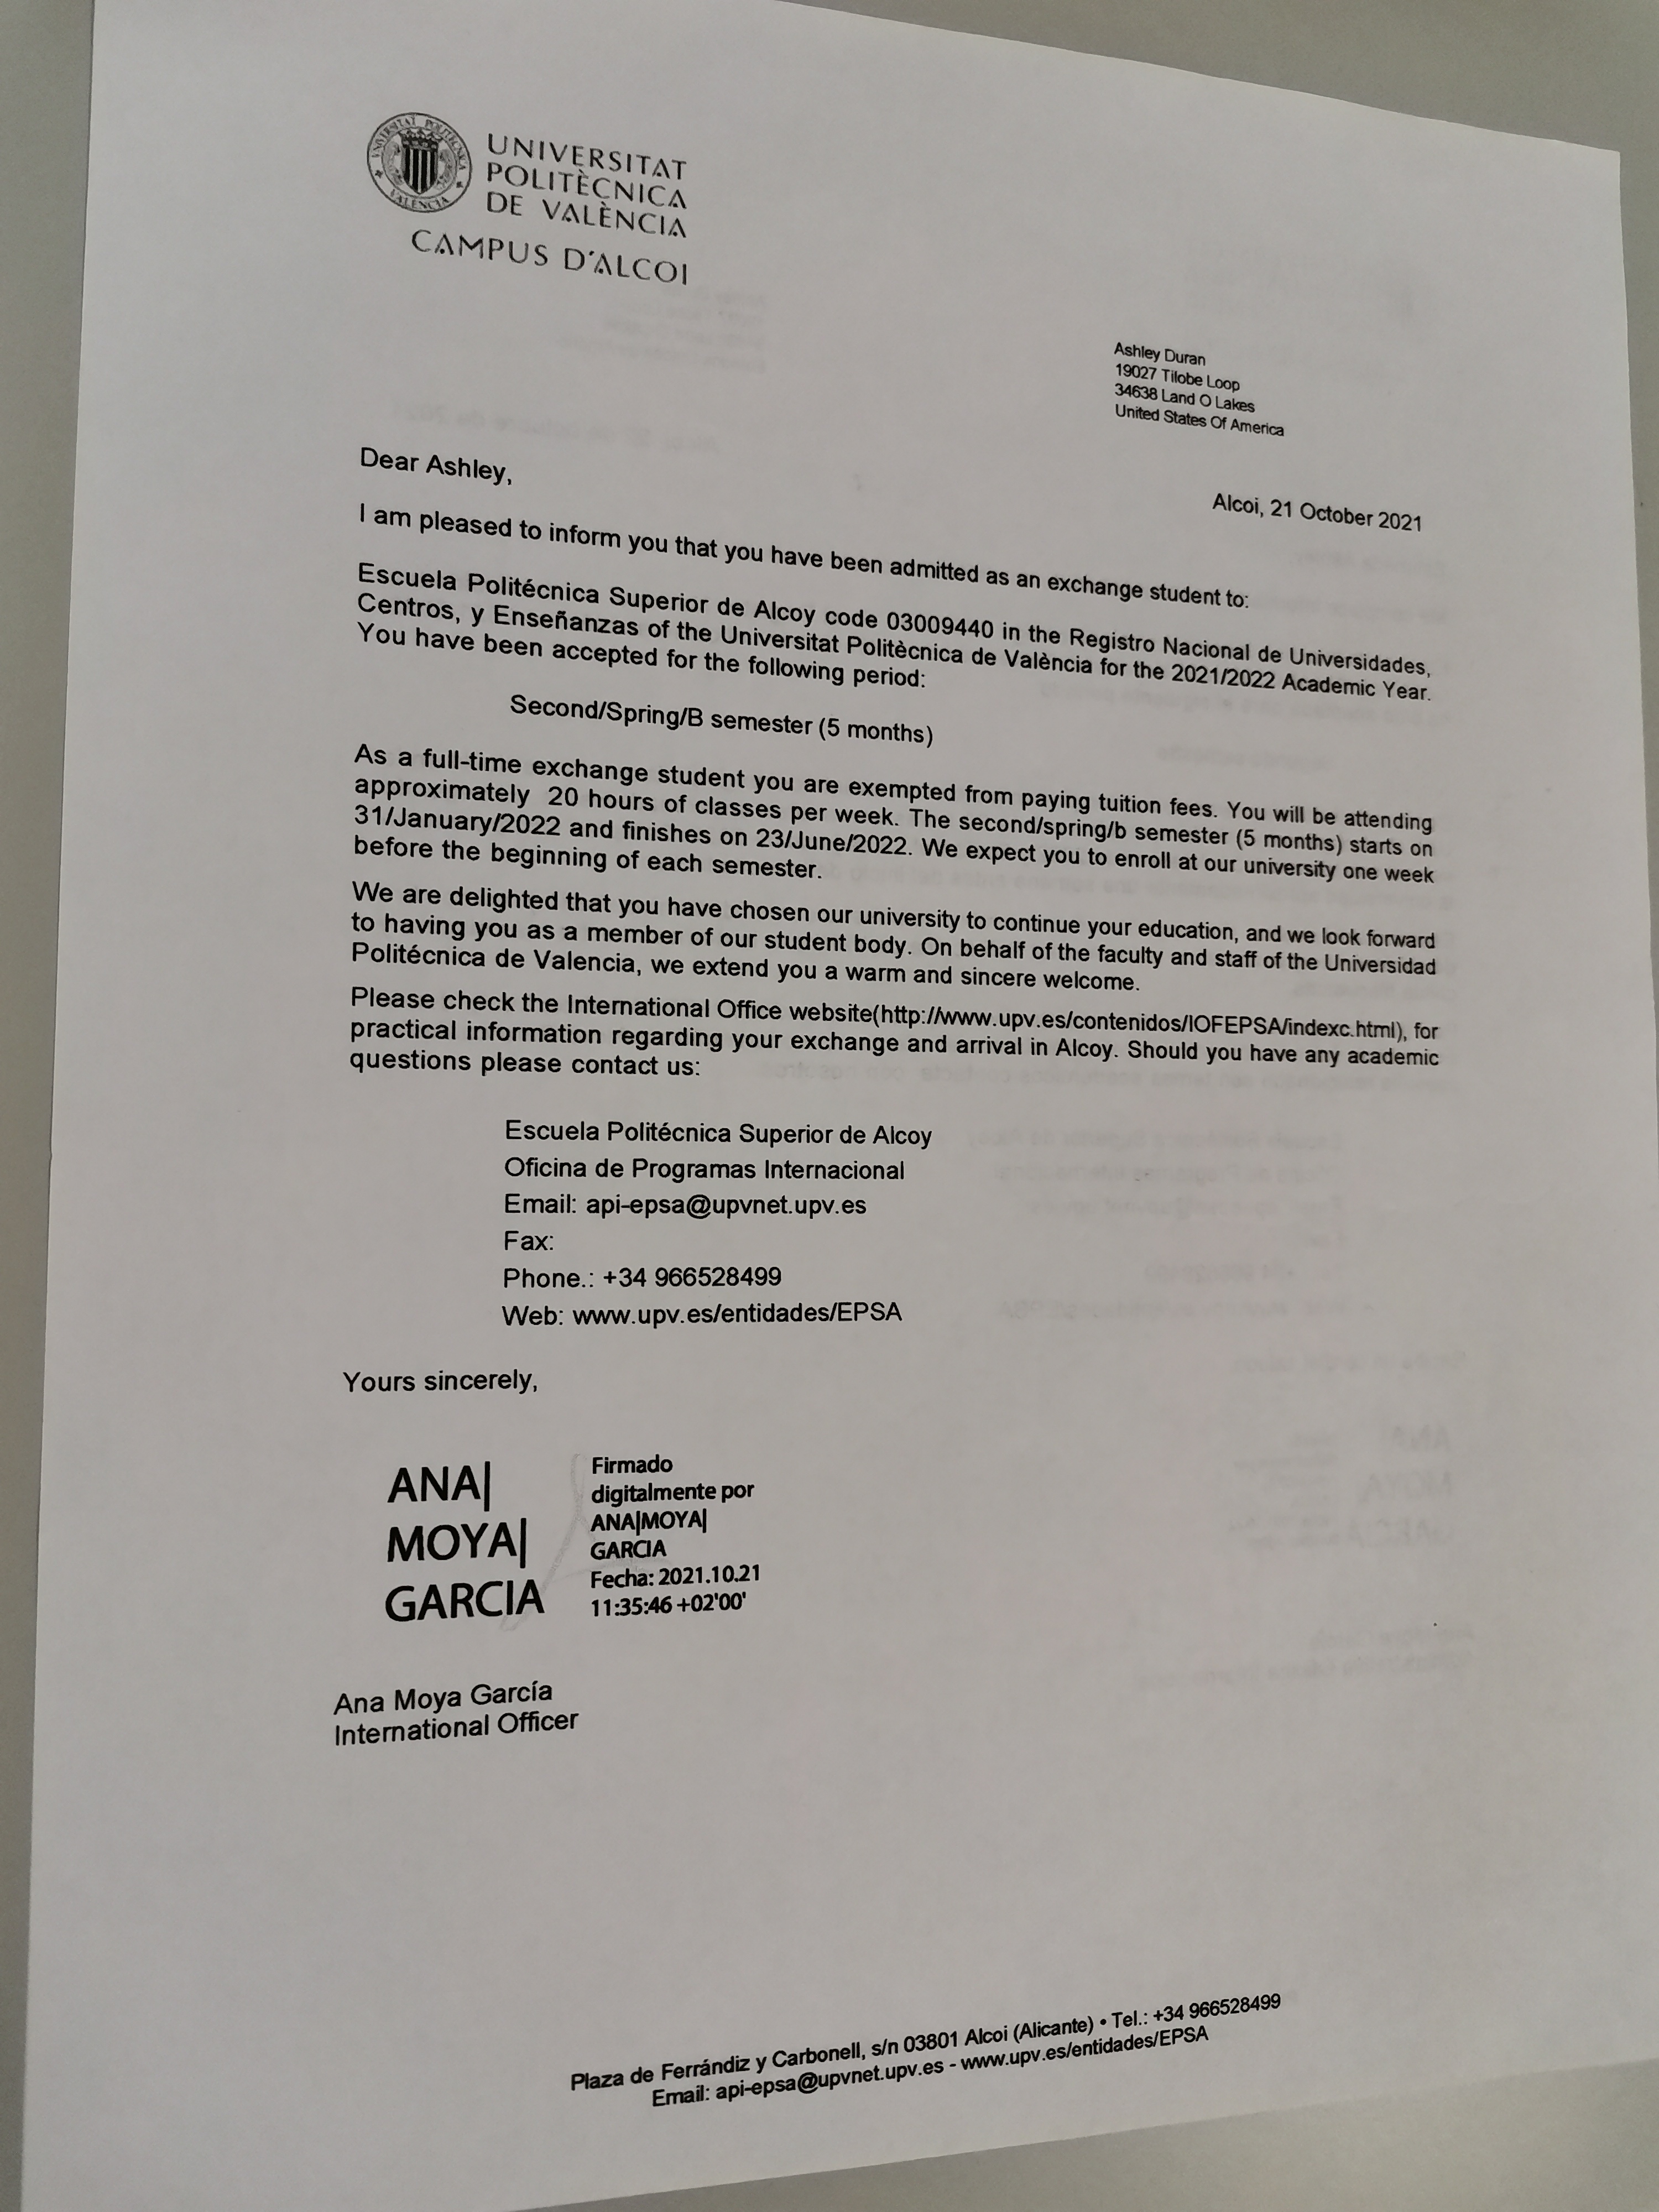 UNIVERSITAT
POLITÈCNICA
DE VALÈNCIA
CAMPUS D'ALCOI
Ashley Duran
19027 Tilobe Loop
34638 Land O Lakes
United States Of America
Dear Ashley,
Alcoi, 21 October 2021
I am pleased to inform you that you have been admitted as an exchange student to:
Escuela Politécnica Superior de Alcoy code 03009440 in the Registro Nacional de Universidades,
Centros, y Enseñanzas of the Universitat Politècnica de València for the 2021/2022 Academic Year.
You have been accepted for the following period:
Second/Spring/B semester (5 months)
As a full-time exchange student you are exempted from paying tuition fees. You will be attending
approximately 20 hours of classes per week. The second/spring/b semester (5 months) starts on
31/January/2022 and finishes on 23/June/2022. We expect you to enroll at our university one week
before the beginning of each semester.
We are delighted that you have chosen our university to continue your education, and we look forward
to having you as a member of our student body. On behalf of the faculty and staff of the Universidad
Politécnica de Valencia, we extend you a warm and sincere welcome.
Please check the International Office website(http://www.upv.es/contenidos/IOFEPSA/indexc.html), for
practical information regarding your exchange and arrival in Alcoy. Should you have any academic
questions please contact us:
Escuela Politécnica Superior de Alcoy
Oficina de Programas Internacional
Email: api-epsa@upvnet.upv.es
Fax:
Phone.: +34 966528499
Web: www.upv.es/entidades/EPSA
Yours sincerely,
ANA|
MOYA|
GARCIA
Firmado
digitalmente por
ANA|MOYA|
GARCIA
Fecha: 2021.10.21
11:35:46 +02'00'
Ana Moya García
International Officer
Plaza de Ferrándiz y Carbonell, s/n 03801 Alcoi (Alicante) • Tel.: +34 966528499
Email: api-epsa@upvnet.upv.es - www.upv.es/entidades/EPSA